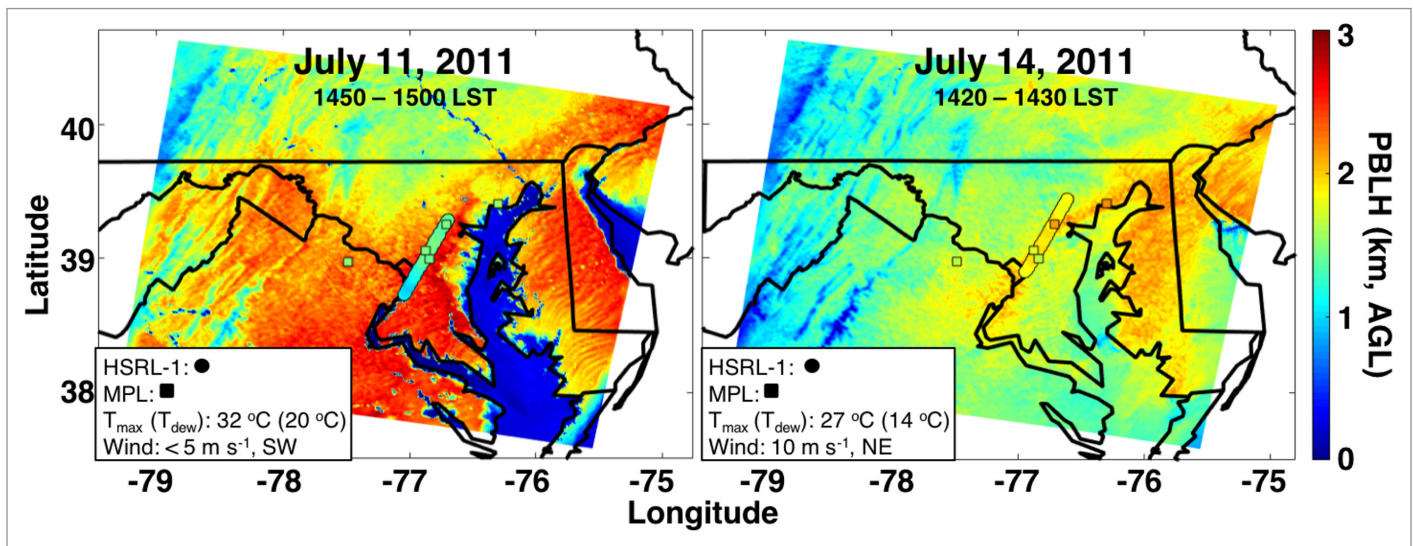 July 11, 2011
1450 – 1500 LST
July 14, 2011
1420 – 1430 LST
-79 -78 -77 -76 -75
-79 -78 -77 -76 -75
40
39
38
Latitude
Longitude
HSRL-1: ●
MPL: ■
Tmax (Tdew): 32 ºC (20 ºC)
Wind: < 5 m s⁻¹, SW
HSRL-1: ●
MPL: ■
Tmax (Tdew): 27 ºC (14 ºC)
Wind: 10 m s⁻¹, NE
3
2
1
0
PBLH (km, AGL)